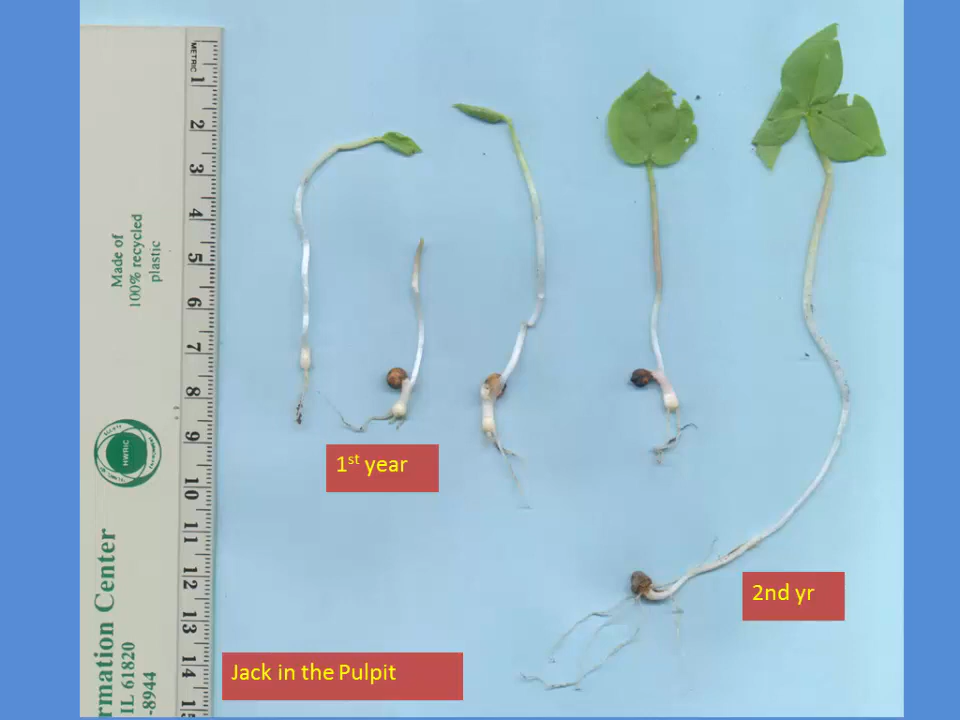 METRIC
1
2
3
4
5
6
7
8
9
10
11
12
13
14
Made of
100% recycled
plastic
HWRIC
rmation Center
IL 61820
-8944
1st year
2nd yr
Jack in the Pulpit